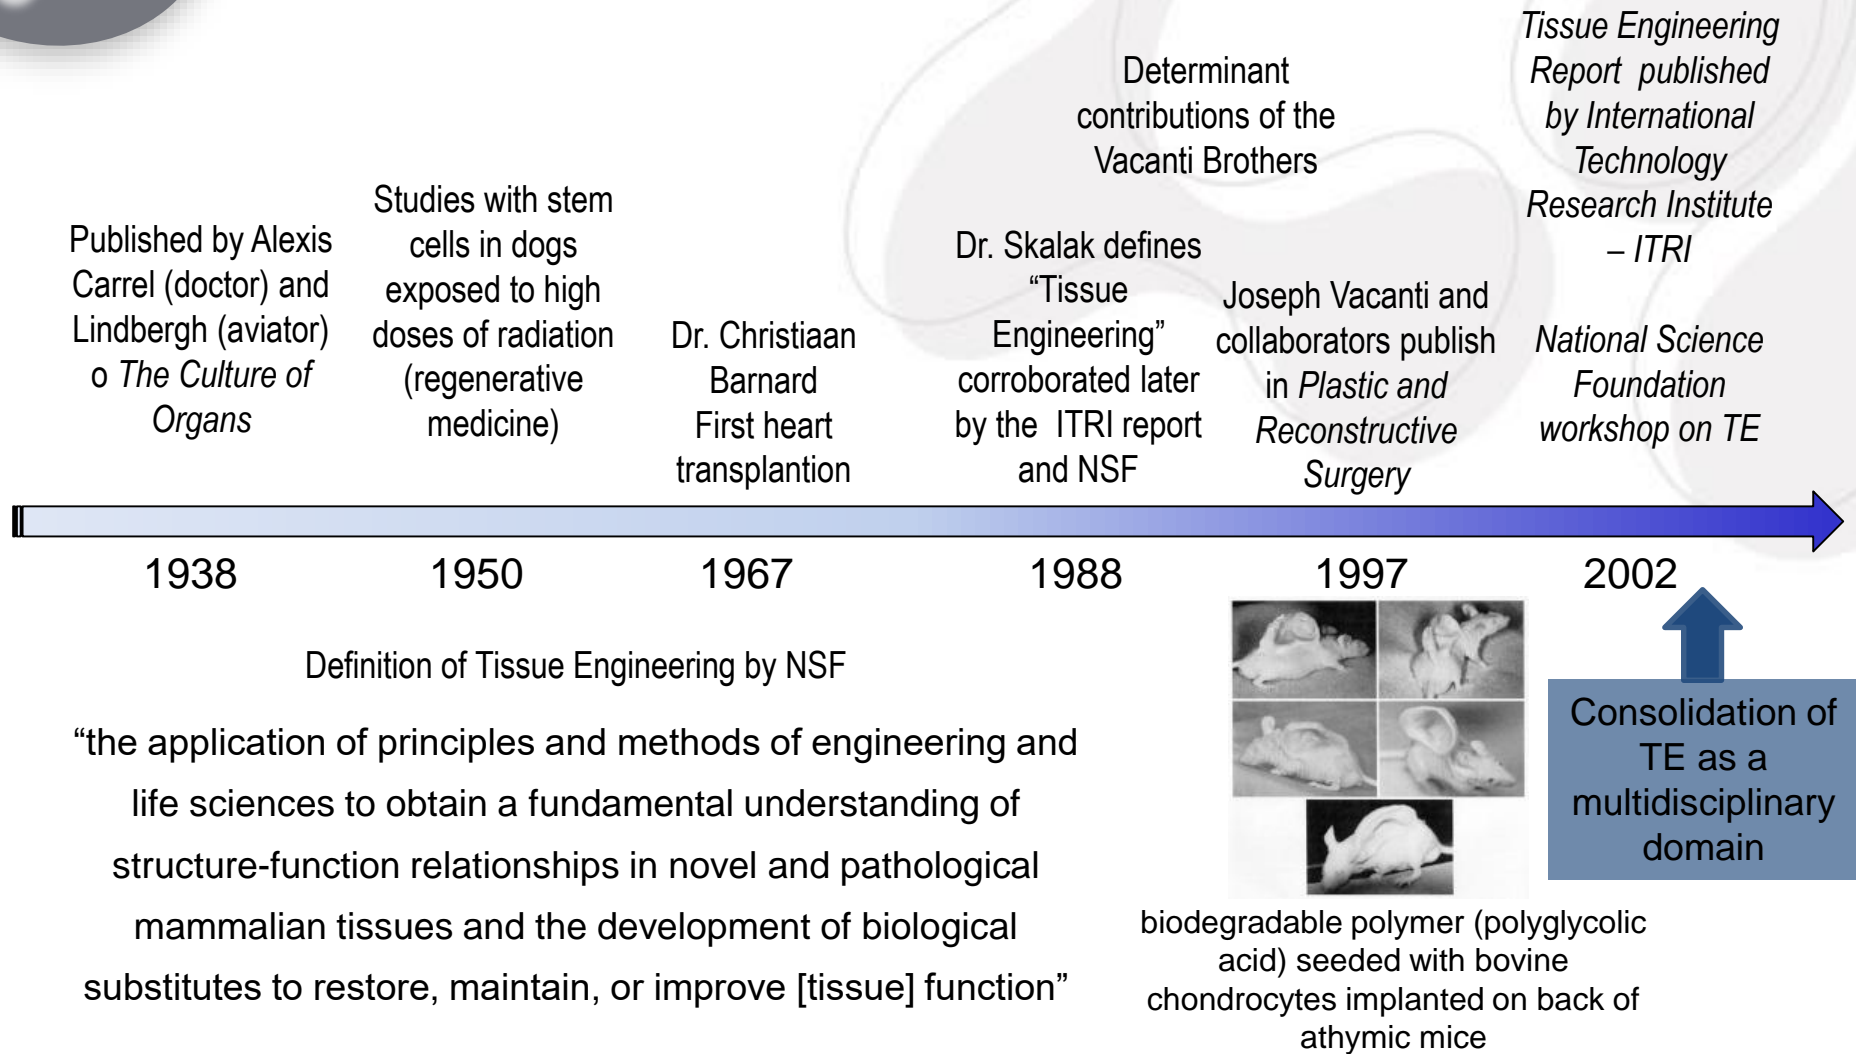 Published by Alexis
Carrel (doctor) and
Lindbergh (aviator)
o The Culture of
Organs
Studies with stem
cells in dogs
exposed to high
doses of radiation
(regenerative
medicine)
Dr. Christiaan
Barnard
First heart
transplantion
Determinant
contributions of the
Vacanti Brothers
Dr. Skalak defines
“Tissue
Engineering”
corroborated later
by the ITRI report
and NSF
Joseph Vacanti and
collaborators publish
in Plastic and
Reconstructive
Surgery
Tissue Engineering
Report published
by International
Technology
Research Institute
– ITRI
National Science
Foundation
workshop on TE
1938
1950
1967
1988
1997
2002
Definition of Tissue Engineering by NSF
“the application of principles and methods of engineering and
life sciences to obtain a fundamental understanding of
structure-function relationships in novel and pathological
mammalian tissues and the development of biological
substitutes to restore, maintain, or improve [tissue] function”
biodegradable polymer (polyglycolic
acid) seeded with bovine
chondrocytes implanted on back of
athymic mice
Consolidation of
TE as a
multidisciplinary
domain